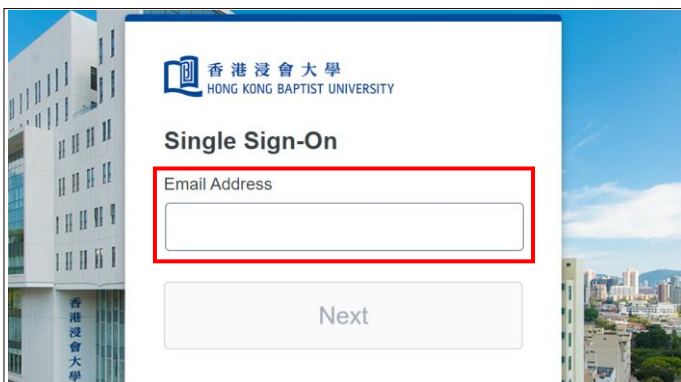 香港浸會大學
HONG KONG BAPTIST UNIVERSITY
Single Sign-On
Email Address
Next
香港浸會大學